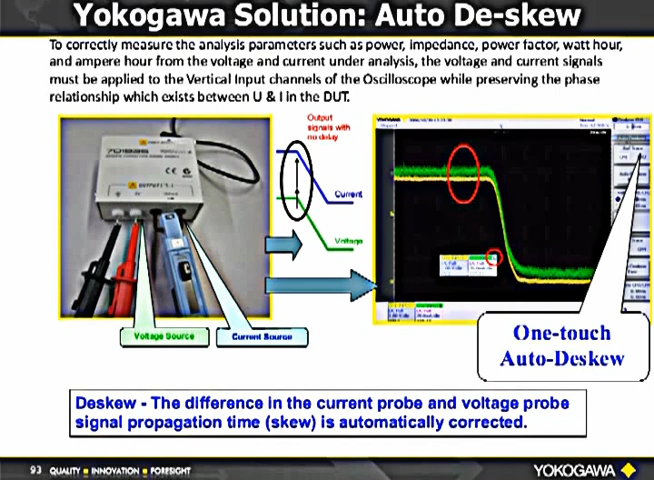 Yokogawa Solution: Auto De-skew
To correctly measure the analysis parameters such as power, impedance, power factor, watt hour,
and ampere hour from the voltage and current under analysis, the voltage and current signals
must be applied to the Vertical Input channels of the Oscilloscope while preserving the phase
relationship which exists between U & I in the DUT.
Output
signals with
no delay
Current
Voltage
Voltage Source
Current Source
YOKOGAWA
One-touch
Auto-Deskew
Deskew - The difference in the current probe and voltage probe
signal propagation time (skew) is automatically corrected.
93 QUALITY INNOVATION FORESIGHT
YOKOGAWA